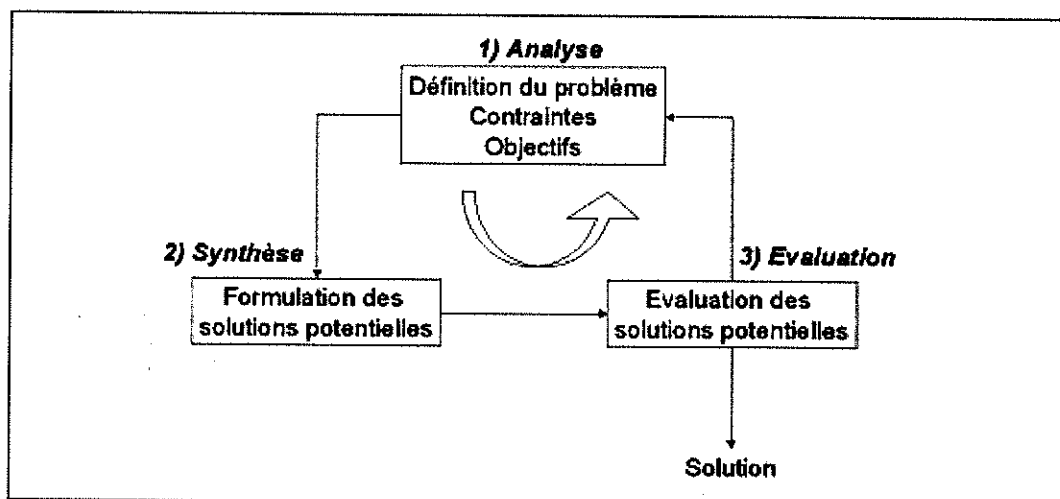 1) Analyse
Définition du problème
Contraintes
Objectifs
2) Synthèse
Formulation des
solutions potentielles
3) Evaluation
Evaluation des
solutions potentielles
Solution